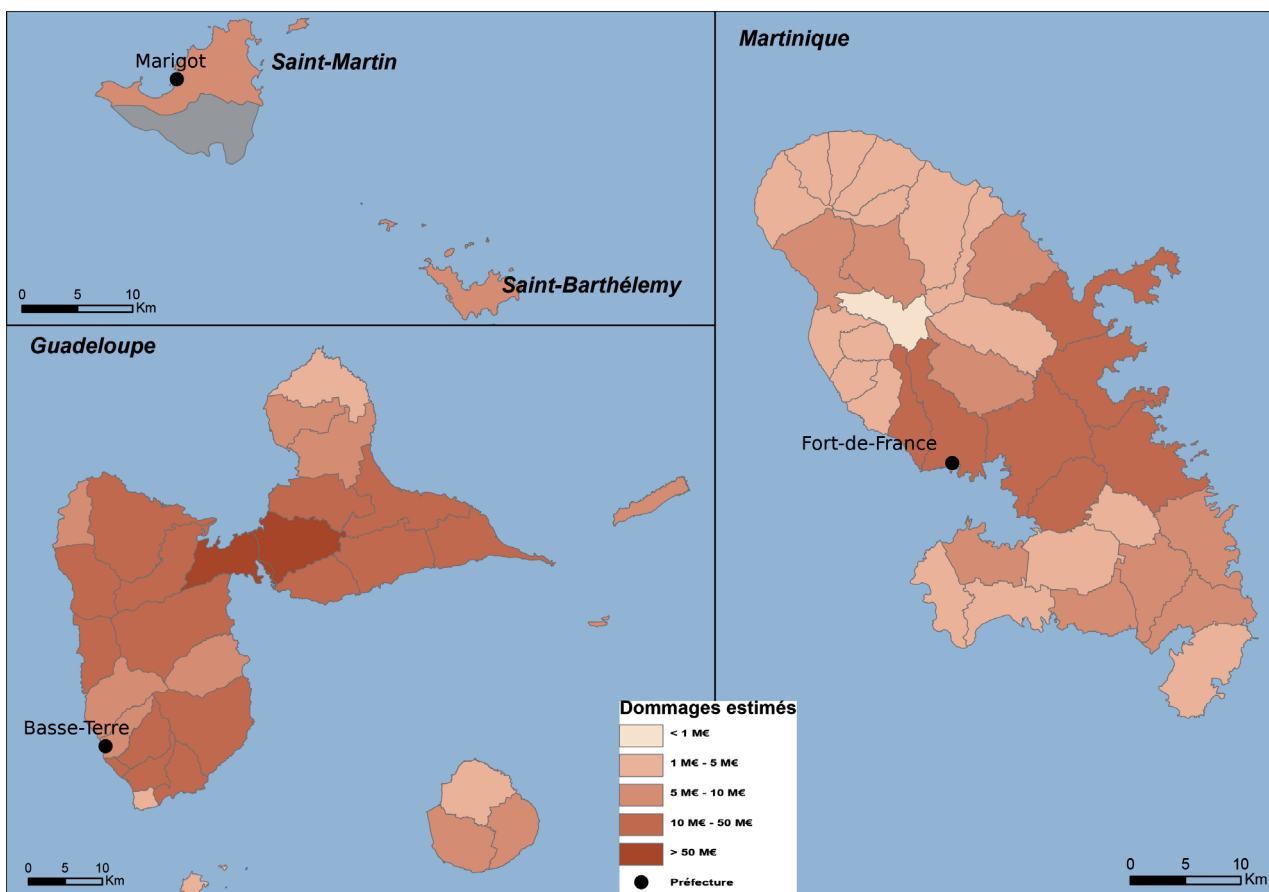 Marigot
Saint-Martin
Saint-Barthélemy
0 5 10
Km
Martinique
Fort-de-France
0 5 10
Km
Guadeloupe
Basse-Terre
0 5 10
Km
Dommages estimés
< 1 M€
1 M€ - 5 M€
5 M€ - 10 M€
10 M€ - 50 M€
> 50 M€
Préfecture